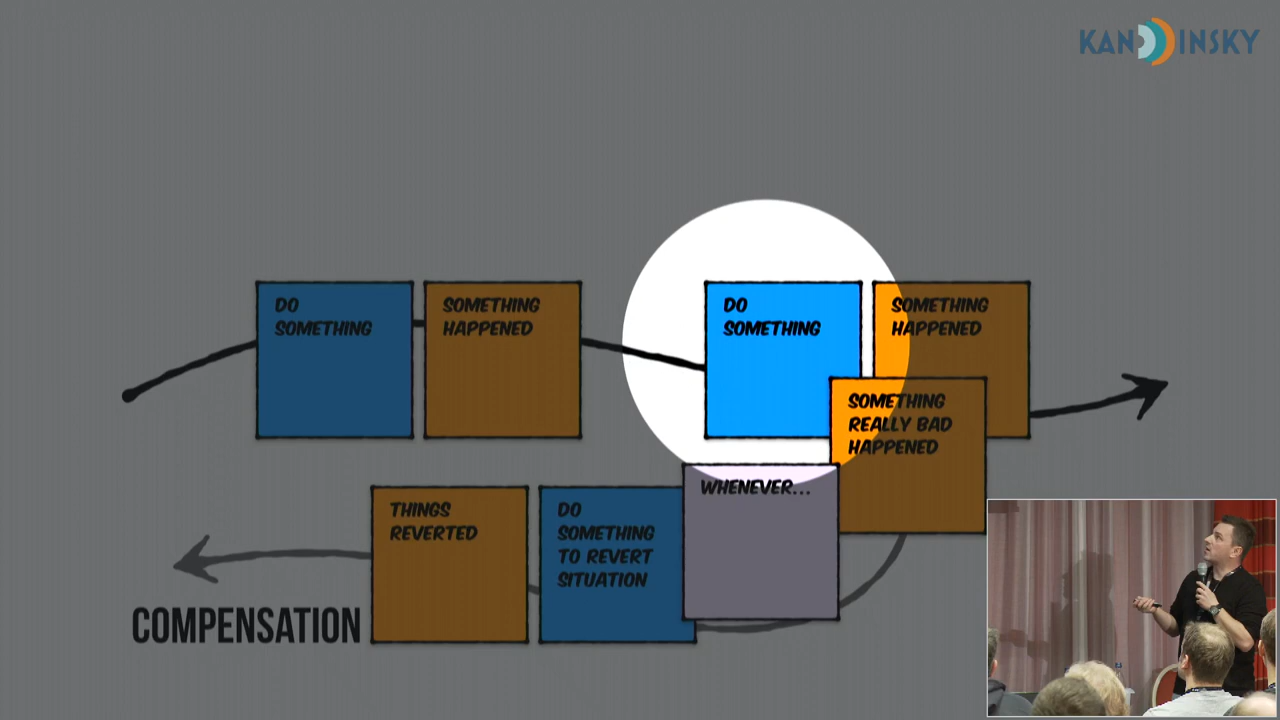 KANDDINSKY
DO
SOMETHING
SOMETHING
HAPPENED
DO
SOMETHING
SOMETHING
HAPPENED
SOMETHING
REALLY BAD
HAPPENED
WHENEVER...
THINGS
REVERTED
DO
SOMETHING
TO REVERT
SITUATION
COMPENSATION